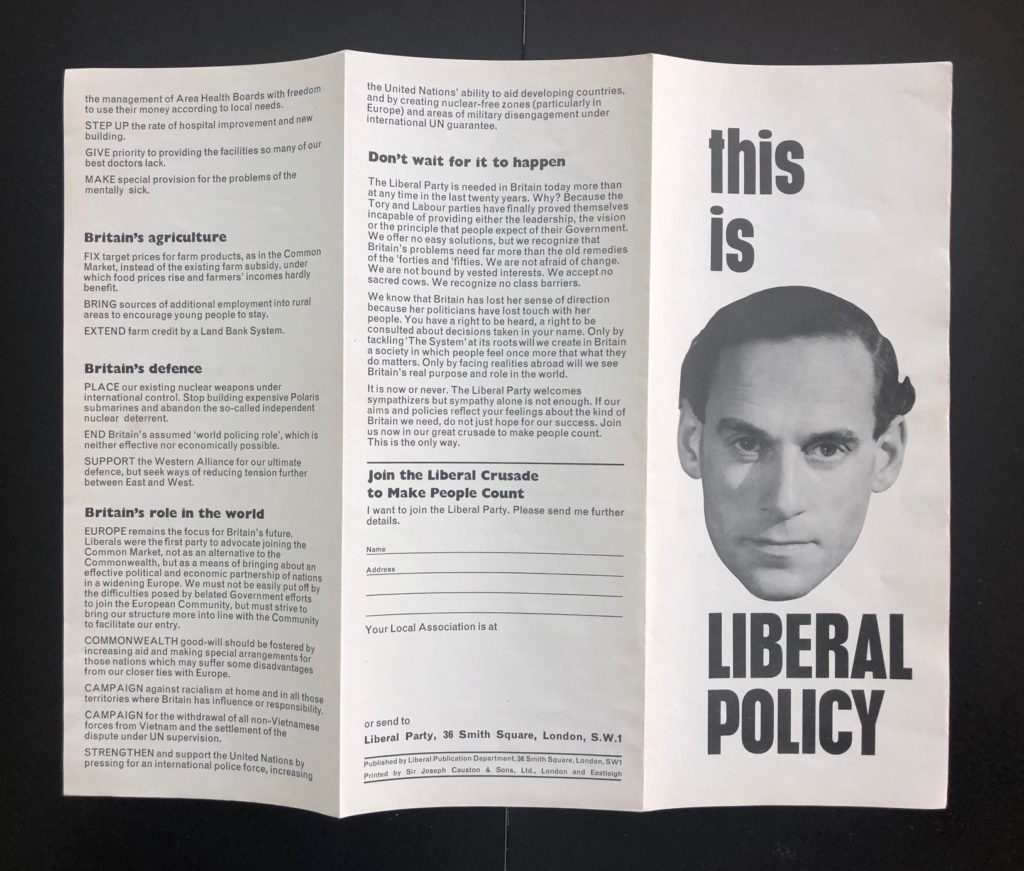 the management of Area Health Boards with freedom
to use their money according to local needs.
STEP UP the rate of hospital improvement and new
building.
GIVE priority to providing the facilities so many of our
best doctors lack.
MAKE special provision for the problems of the
mentally sick.
Britain's agriculture
FIX target prices for farm products, as in the Common
Market, instead of the existing farm subsidy, under
which food prices rise and farmers' incomes hardly
benefit.
BRING sources of additional employment into rural
areas to encourage young people to stay.
EXTEND farm credit by a Land Bank System.
Britain's defence
PLACE our existing nuclear weapons under
international control. Stop building expensive Polaris
submarines and abandon the so-called independent
nuclear deterrent.
END Britain's assumed 'world policing role', which is
neither effective nor economically possible.
SUPPORT the Western Alliance for our ultimate
defence, but seek ways of reducing tension further
between East and West.
Britain's role in the world
EUROPE remains the focus for Britain's future.
Liberals were the first party to advocate joining the
Common Market, not as an alternative to the
Commonwealth, but as a means of bringing about an
effective political and economic partnership of nations
in a widening Europe. We must not be easily put off by
the difficulties posed by belated Government efforts
to join the European Community, but must strive to
bring our structure more into line with the Community
to facilitate our entry.
COMMONWEALTH good-will should be fostered by
increasing aid and making special arrangements for
those nations which may suffer some disadvantages
from our closer ties with Europe.
CAMPAIGN against racialism at home and in all those
territories where Britain has influence or responsibility.
CAMPAIGN for the withdrawal of all non-Vietnamese
forces from Vietnam and the settlement of the
dispute under UN supervision.
STRENGTHEN and support the United Nations by
pressing for an international police force, increasing
the United Nations' ability to aid developing countries,
and by creating nuclear-free zones (particularly in
Europe) and areas of military disengagement under
international UN guarantee.
Don't wait for it to happen
The Liberal Party is needed in Britain today more than
at any time in the last twenty years. Why? Because the
Tory and Labour parties have finally proved themselves
incapable of providing either the leadership, the vision
or the principle that people expect of their Government.
We offer no easy solutions, but we recognize that
Britain's problems need far more than the old remedies
of the 'forties and 'fifties. We are not afraid of change.
We are not bound by vested interests. We accept no
sacred cows. We recognize no class barriers.
We know that Britain has lost her sense of direction
because her politicians have lost touch with her
people. You have a right to be heard, a right to be
consulted about decisions taken in your name. Only by
tackling 'The System' at its roots will we create in Britain
a society in which people feel once more that what they
do matters. Only by facing realities abroad will we see
Britain's real purpose and role in the world.
It is now or never. The Liberal Party welcomes
sympathizers but sympathy alone is not enough. If our
aims and policies reflect your feelings about the kind of
Britain we need, do not just hope for our success. Join
us now in our great crusade to make people count.
This is the only way.
Join the Liberal Crusade
to Make People Count
I want to join the Liberal Party. Please send me further
details.
Name
Address
Your Local Association is at
or send to
Liberal Party, 36 Smith Square, London, S.W.1
Published by Liberal Publication Department, 36 Smith Square, London, SW1
Printed by Sir Joseph Causton & Sons, Ltd., London and Eastleigh
this
is
LIBERAL
POLICY